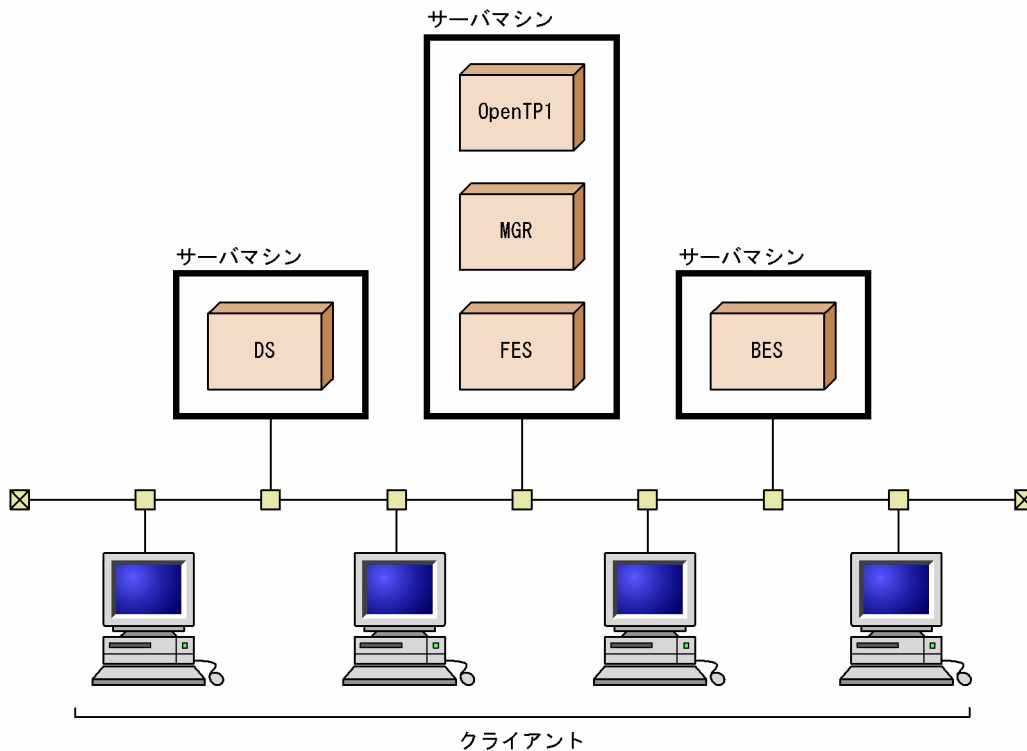 サーバマシン
OpenTP1
MGR
サーバマシン
サーバマシン
DS
FES
BES
クライアント